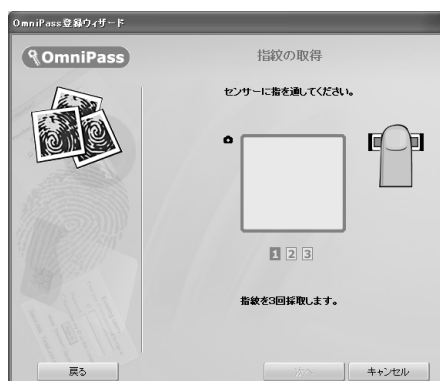 OmniPass登録ウィザード
OmniPass
指紋の取得
センサーに指を通してください。
1 2 3
指紋を3回採取します。
戻る
次へ
キャンセル